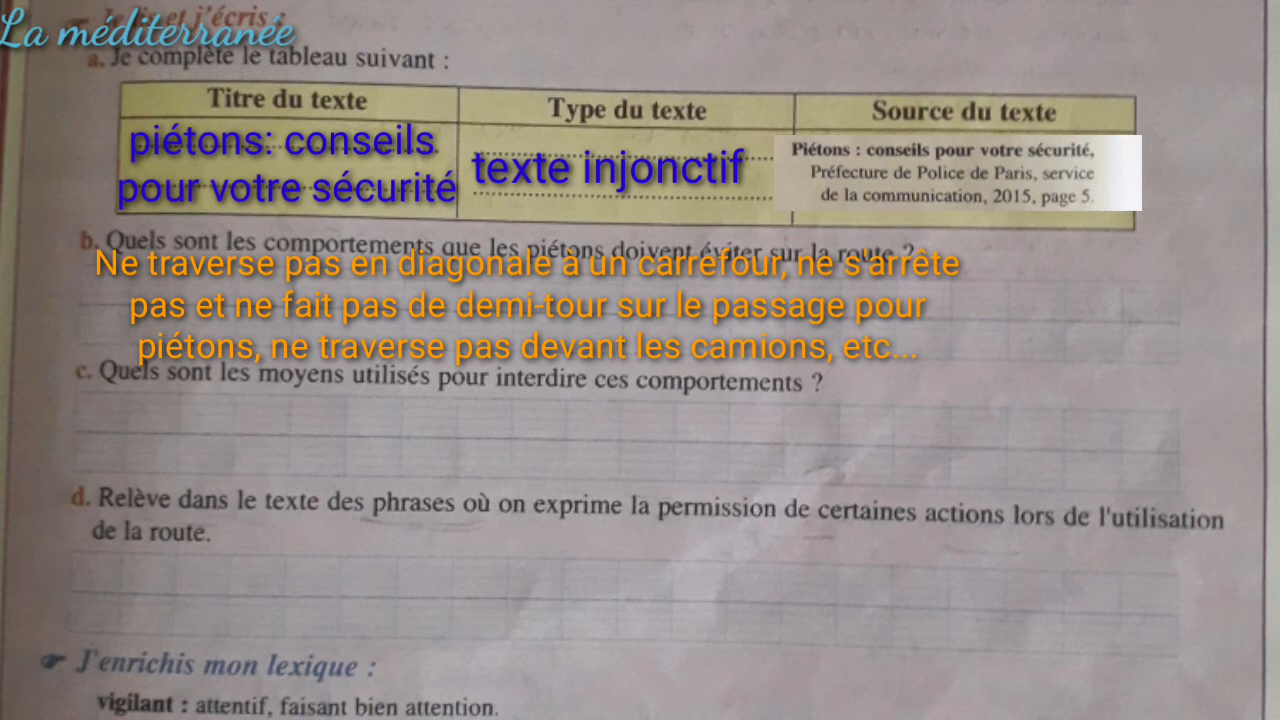 Je lis et j'écris :
La méditerranée
a. Je complète le tableau suivant :
Titre du texte
Type du texte
Source du texte
piétons: conseils
pour votre sécurité
texte injonctif
Piétons : conseils pour votre sécurité,
Préfecture de Police de Paris, service
de la communication, 2015, page 5.
b. Quels sont les comportements que les piétons doivent éviter sur la route ?
Ne traverse pas en diagonale à un carrefour, ne s'arrête
pas et ne fait pas de demi-tour sur le passage pour
piétons, ne traverse pas devant les camions, etc...
c. Quels sont les moyens utilisés pour interdire ces comportements ?
d. Relève dans le texte des phrases où on exprime la permission de certaines actions lors de l'utilisation
de la route.
☞ J'enrichis mon lexique :
vigilant : attentif, faisant bien attention.